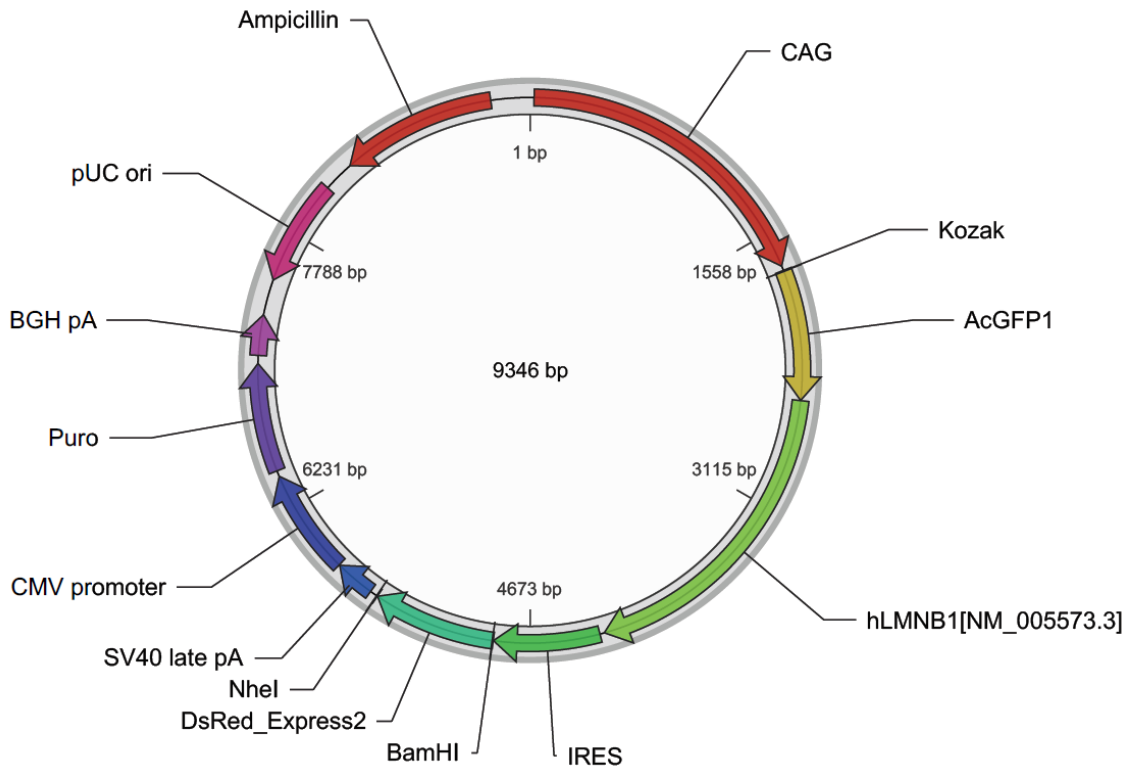 Ampicillin
CAG
pUC ori
1 bp
Kozak
7788 bp
1558 bp
BGH pA
AcGFP1
9346 bp
Puro
6231 bp
3115 bp
CMV promoter
4673 bp
hLMNB1[NM_005573.3]
SV40 late pA
NheI
DsRed_Express2
BamHI
IRES